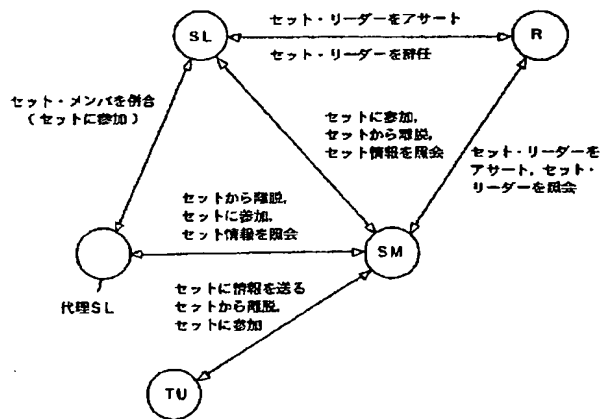 セット・リーダーをアサート
SL
R
セット・リーダーを辞任
セット・メンバを併合
(セットに参加)
セットに参加,
セットから離脱,
セット情報を照会
セット・リーダーを
アサート,セット・
リーダーを照会
セットから離脱,
セットに参加,
セット情報を照会
SM
代理SL
セットに情報を送る
セットから離脱,
セットに参加
TU